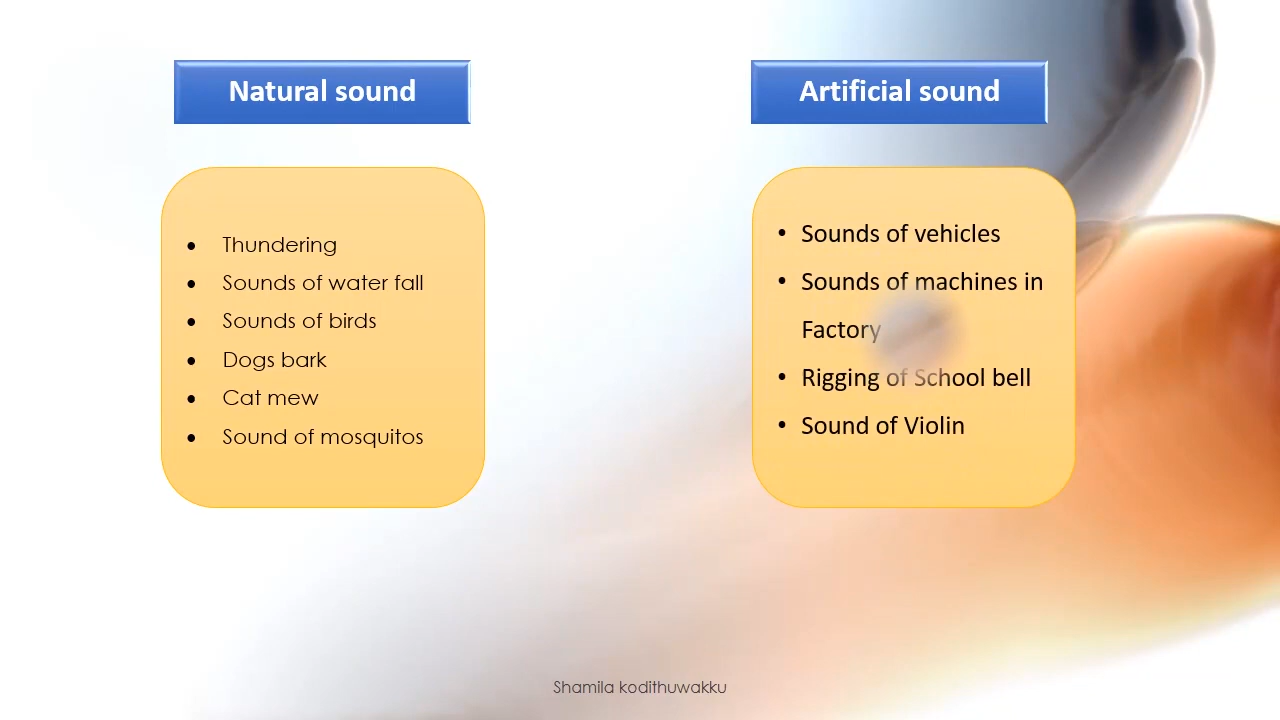 Natural sound
• Thundering
• Sounds of water fall
• Sounds of birds
• Dogs bark
• Cat mew
• Sound of mosquitos
Artificial sound
• Sounds of vehicles
• Sounds of machines in
Factory
• Rigging of School bell
• Sound of Violin
Shamila kodithuwakku